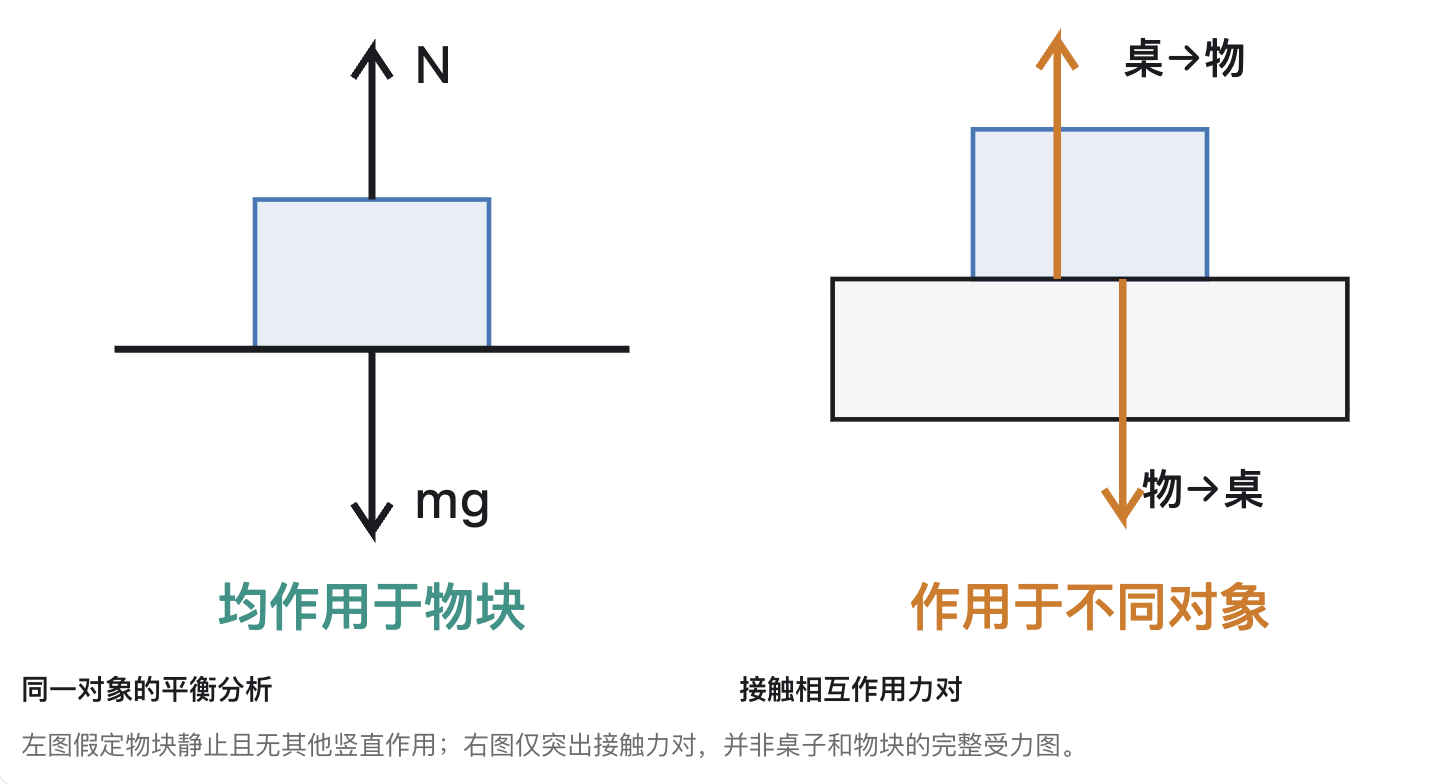 N
桌→物
mg
物→桌
均作用于物块
作用于不同对象
同一对象的平衡分析
接触相互作用力对
左图假定物块静止且无其他竖直作用；右图仅突出接触力对，并非桌子和物块的完整受力图。